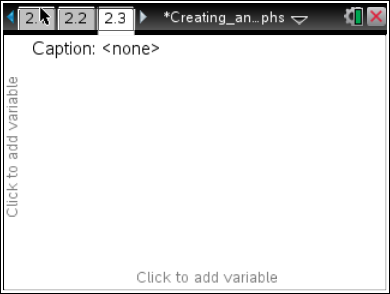 2. 2.2 2.3 *Creating_an…phs
Caption: <none>
Click to add variable
Click to add variable